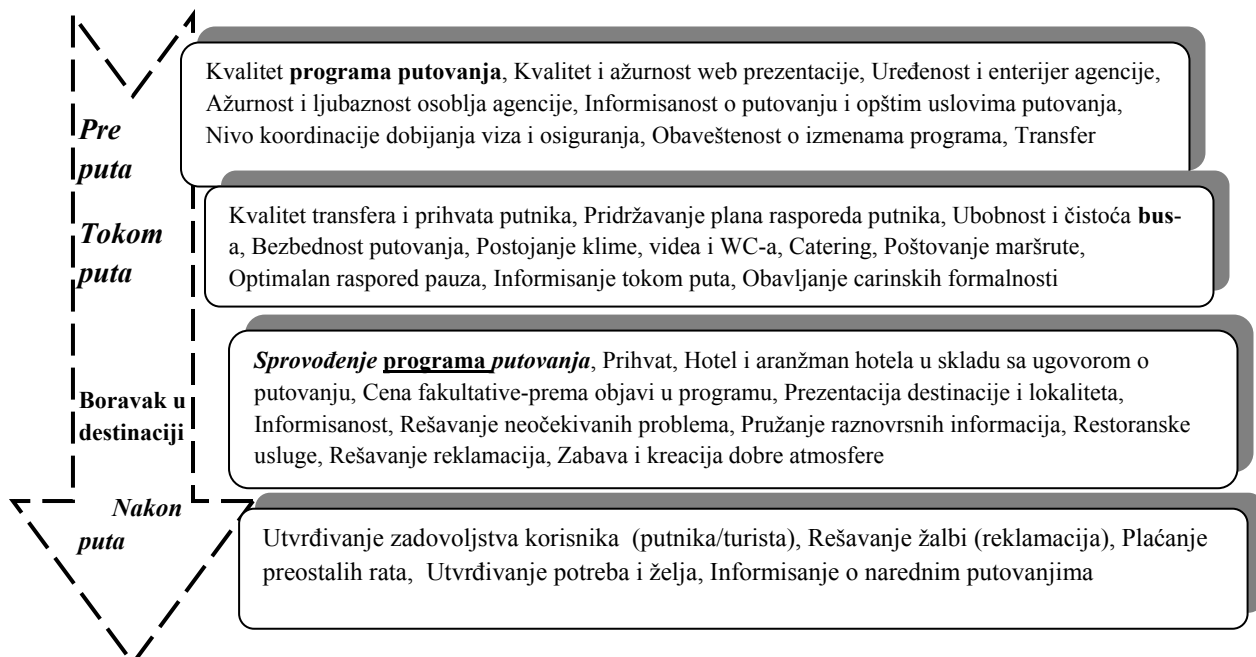 Pre
puta
Kvalitet programa putovanja, Kvalitet i ažurnost web prezentacije, Uređenost i enterijer agencije,
Ažurnost i ljubaznost osoblja agencije, Informisanost o putovanju i opštim uslovima putovanja,
Nivo koordinacije dobijanja viza i osiguranja, Obaveštenost o izmenama programa, Transfer
Tokom
puta
Kvalitet transfera i prihvata putnika, Pridržavanje plana rasporeda putnika, Ubobnost i čistoća bus-
a, Bezbednost putovanja, Postojanje klime, videa i WC-a, Catering, Poštovanje maršrute,
Optimalan raspored pauza, Informisanje tokom puta, Obavljanje carinskih formalnosti
Boravak u
destinaciji
Sprovođenje programa putovanja, Prihvat, Hotel i aranžman hotela u skladu sa ugovorom o
putovanju, Cena fakultative-prema objavi u programu, Prezentacija destinacije i lokaliteta,
Informisanost, Rešavanje neočekivanih problema, Pružanje raznovrsnih informacija, Restoranske
usluge, Rešavanje reklamacija, Zabava i kreacija dobre atmosfere
Nakon
puta
Utvrđivanje zadovoljstva korisnika (putnika/turista), Rešavanje žalbi (reklamacija), Plaćanje
preostalih rata, Utvrđivanje potreba i želja, Informisanje o narednim putovanjima